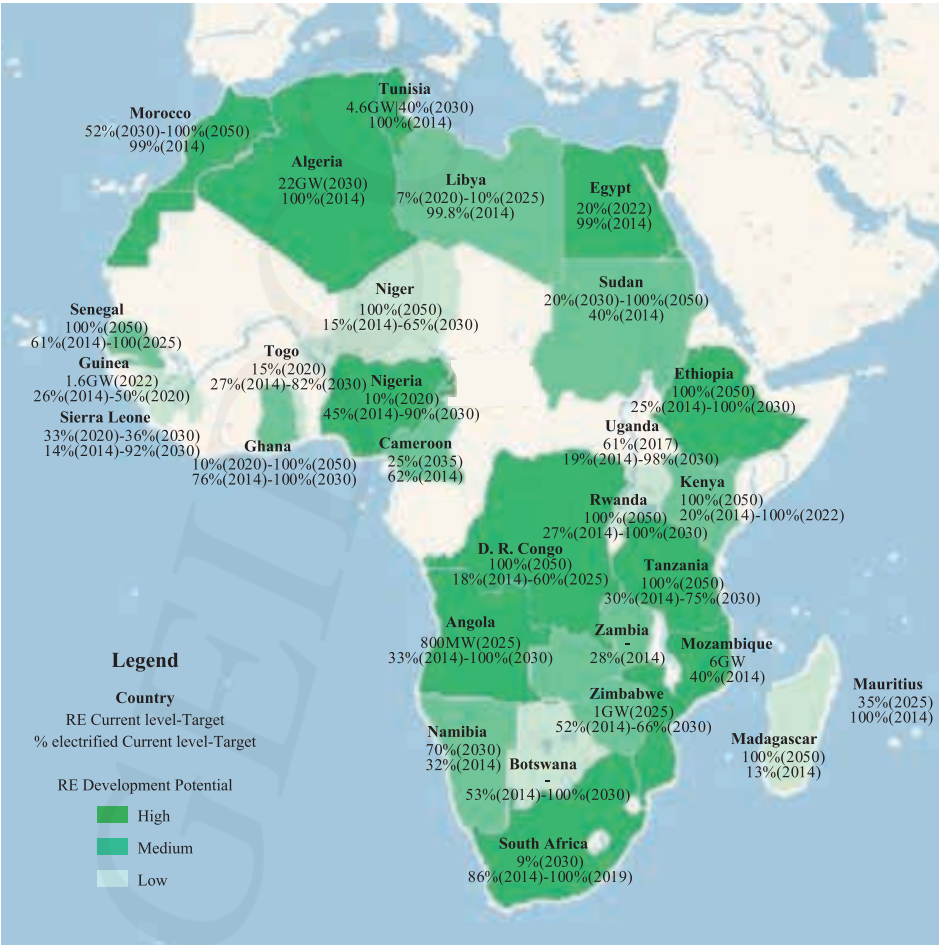 Tunisia
4.6GW|40%(2030)
100%(2014)
Morocco
52%(2030)-100%(2050)
99%(2014)
Algeria
22GW(2030)
100%(2014)
Libya
7%(2020)-10%(2025)
99.8%(2014)
Egypt
20%(2022)
99%(2014)
Niger
100%(2050)
15%(2014)-65%(2030)
Sudan
20%(2030)-100%(2050)
40%(2014)
Senegal
100%(2050)
61%(2014)-100(2025)
Guinea
1.6GW(2022)
26%(2014)-50%(2020)
Sierra Leone
33%(2020)-36%(2030)
14%(2014)-92%(2030)
Togo
15%(2020)
27%(2014)-82%(2030)
Nigeria
10%(2020)
45%(2014)-90%(2030)
Ghana
10%(2020)-100%(2050)
76%(2014)-100%(2030)
Cameroon
25%(2035)
62%(2014)
Ethiopia
100%(2050)
25%(2014)-100%(2030)
Uganda
61%(2017)
19%(2014)-98%(2030)
Kenya
100%(2050)
20%(2014)-100%(2022)
Rwanda
100%(2050)
27%(2014)-100%(2030)
D. R. Congo
100%(2050)
18%(2014)-60%(2025)
Tanzania
100%(2050)
30%(2014)-75%(2030)
Angola
800MW(2025)
33%(2014)-100%(2030)
Zambia
-
28%(2014)
Mozambique
6GW
40%(2014)
Zimbabwe
1GW(2025)
52%(2014)-66%(2030)
Mauritius
35%(2025)
100%(2014)
Namibia
70%(2030)
32%(2014)
Botswana
-
53%(2014)-100%(2030)
Madagascar
100%(2050)
13%(2014)
South Africa
9%(2030)
86%(2014)-100%(2019)
Legend
Country
RE Current level-Target
% electrified Current level-Target
RE Development Potential
High
Medium
Low
GEIDCO